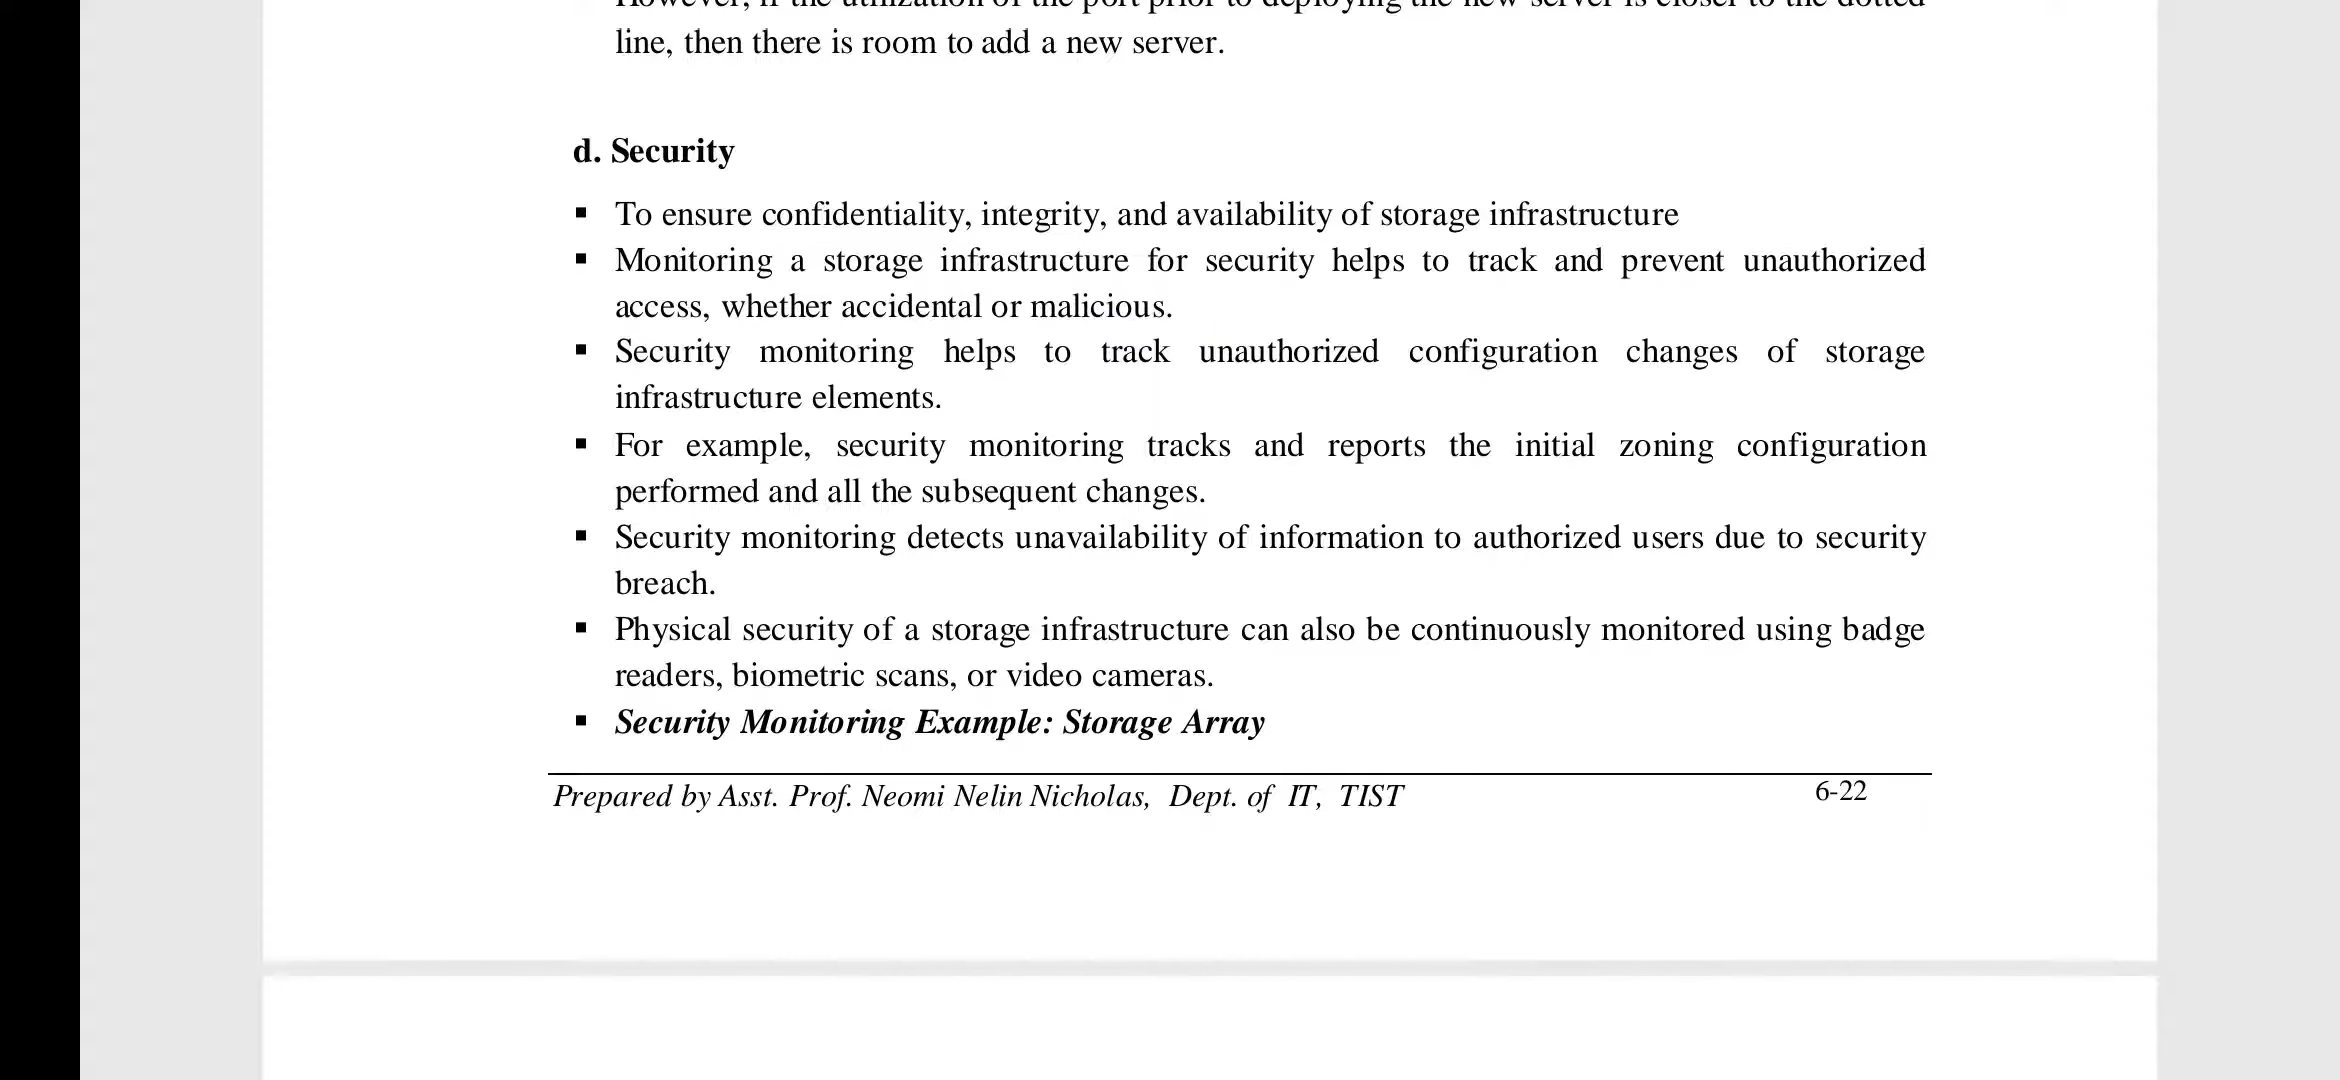 However, if the utilization of the port prior to deploying the new server is closer to the dotted
line, then there is room to add a new server.
d. Security
▪ To ensure confidentiality, integrity, and availability of storage infrastructure
▪ Monitoring a storage infrastructure for security helps to track and prevent unauthorized
access, whether accidental or malicious.
▪ Security monitoring helps to track unauthorized configuration changes of storage
infrastructure elements.
▪ For example, security monitoring tracks and reports the initial zoning configuration
performed and all the subsequent changes.
▪ Security monitoring detects unavailability of information to authorized users due to security
breach.
▪ Physical security of a storage infrastructure can also be continuously monitored using badge
readers, biometric scans, or video cameras.
▪ Security Monitoring Example: Storage Array
Prepared by Asst. Prof. Neomi Nelin Nicholas, Dept. of IT, TIST 6-22